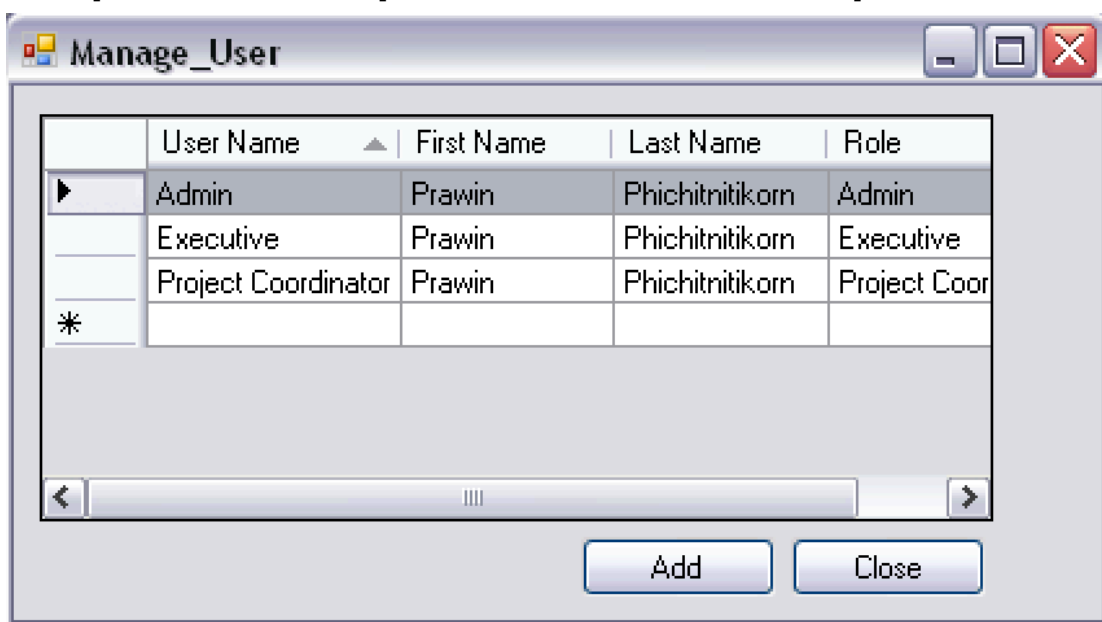 Manage_User
User Name First Name Last Name Role
Admin Prawin Phichitnitikorn Admin
Executive Prawin Phichitnitikorn Executive
Project Coordinator Prawin Phichitnitikorn Project Coor
Add Close